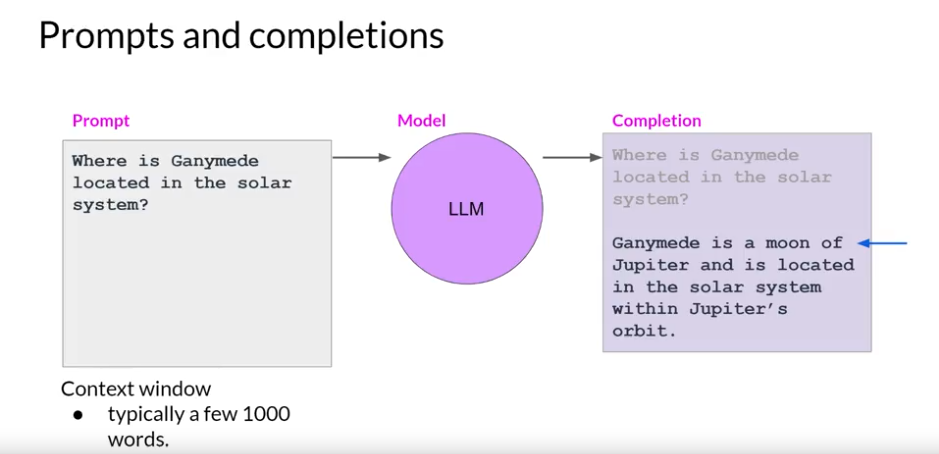 Prompts and completions
Prompt
Where is Ganymede
located in the solar
system?
Context window
● typically a few 1000
words.
Model
LLM
Completion
Where is Ganymede
located in the solar
system?
Ganymede is a moon of
Jupiter and is located
in the solar system
within Jupiter’s
orbit.